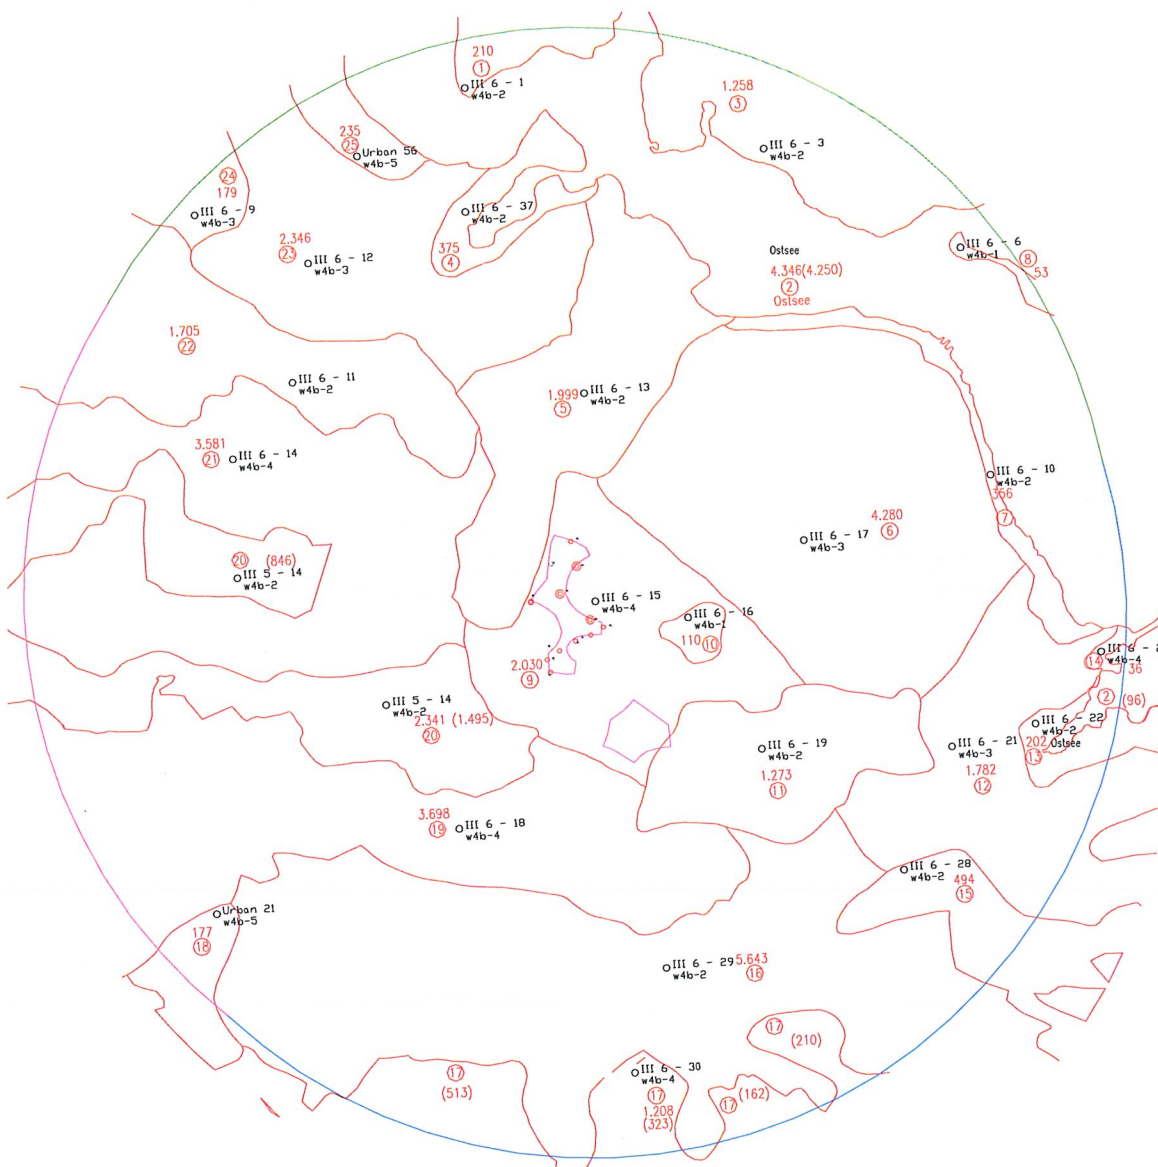 210
1
III 6 - 1
w4b-2
1.258
3
III 6 - 3
w4b-2
235
25
Urban 56
w4b-5
24
179
III 6 - 9
w4b-3
III 6 - 37
w4b-2
375
4
2.346
23
III 6 - 12
w4b-3
Ostsee
4.346(4.250)
2
Ostsee
III 6 - 6
w4b-1
8
53
1.705
22
III 6 - 11
w4b-2
1.999
5
III 6 - 13
w4b-2
3.581
21
III 6 - 14
w4b-4
III 6 - 10
w4b-2
366
7
4.280
6
III 6 - 17
w4b-3
20 (846)
III 5 - 14
w4b-2
III 6 - 15
w4b-4
III 6 - 16
w4b-1
110 10
2.030
9
III 6 - 2
w4b-4
14
36
2 (96)
III 5 - 14
w4b-2
2.341 (1.495)
20
III 6 - 22
w4b-2
202 Ostsee
13
III 6 - 19
w4b-2
1.273
11
III 6 - 21
w4b-3
1.782
12
3.698
19
III 6 - 18
w4b-4
III 6 - 28
w4b-2
494
15
Urban 21
w4b-5
177
18
III 6 - 29
w4b-2
5.643
16
17
(210)
17
(513)
III 6 - 30
w4b-4
17
1.208
(323)
17 (162)